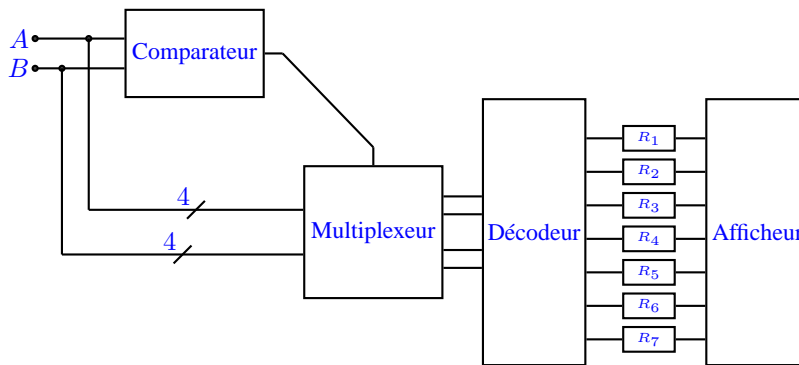 A
B
Comparateur
4
4
Multiplexeur
Décodeur
R1
R2
R3
R4
R5
R6
R7
Afficheur